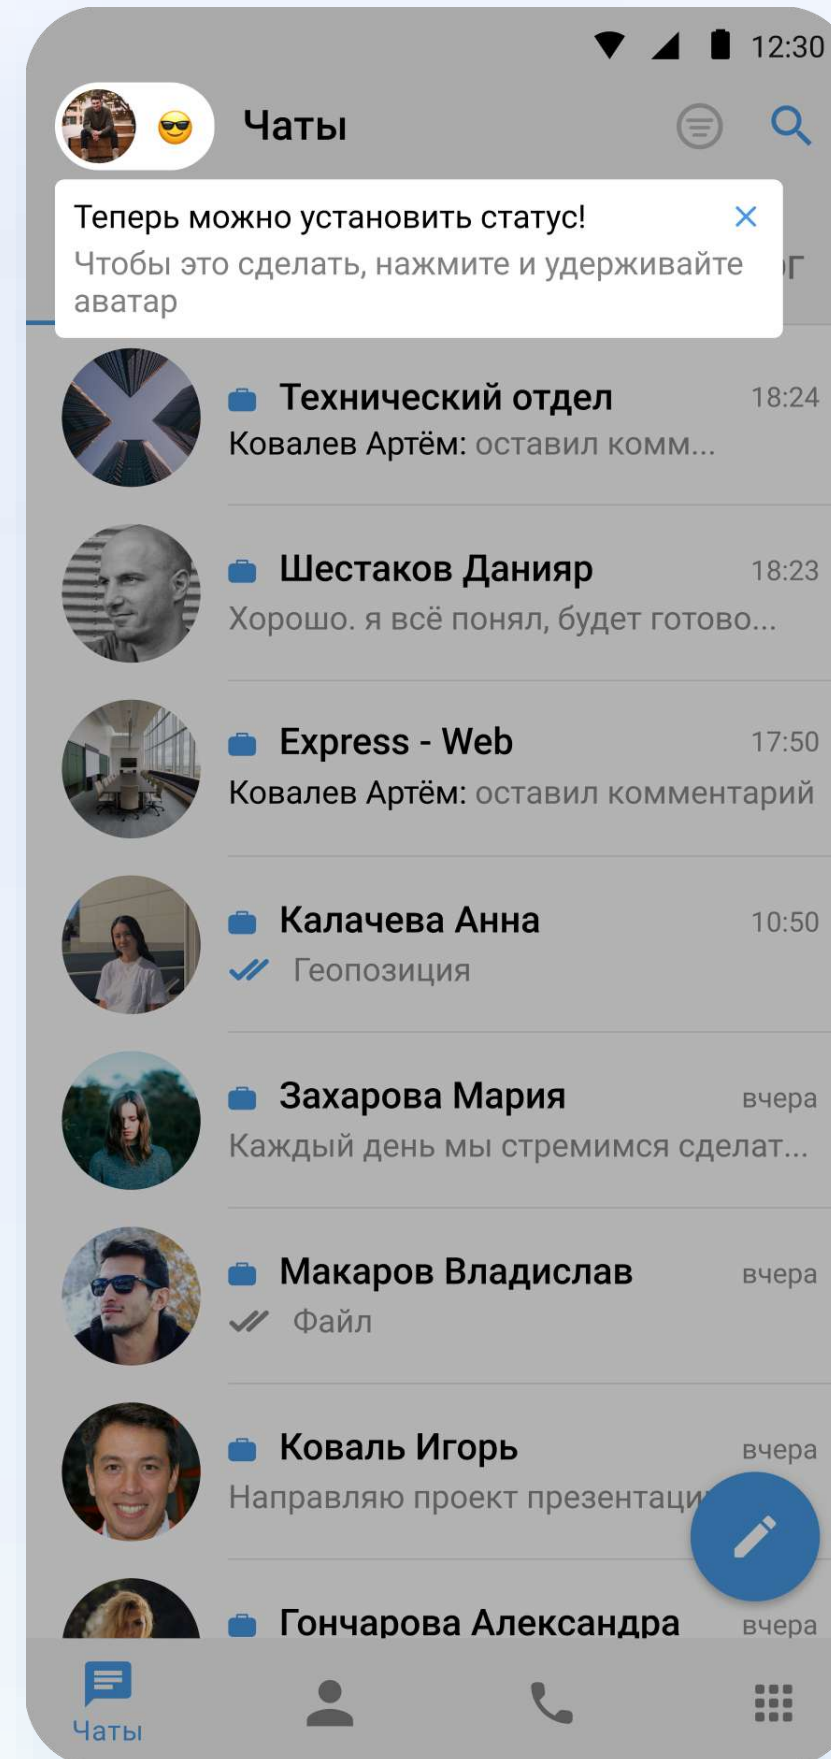 12:30
Чаты
Теперь можно установить статус!
Чтобы это сделать, нажмите и удерживайте
аватар
Технический отдел 18:24
Ковалев Артём: оставил комм...
Шестаков Данияр 18:23
Хорошо. я всё понял, будет готово...
Express - Web 17:50
Ковалев Артём: оставил комментарий
Калачева Анна 10:50
Геопозиция
Захарова Мария вчера
Каждый день мы стремимся сделат...
Макаров Владислав вчера
Файл
Коваль Игорь вчера
Направляю проект презентаци
Гончарова Александра вчера
Чаты